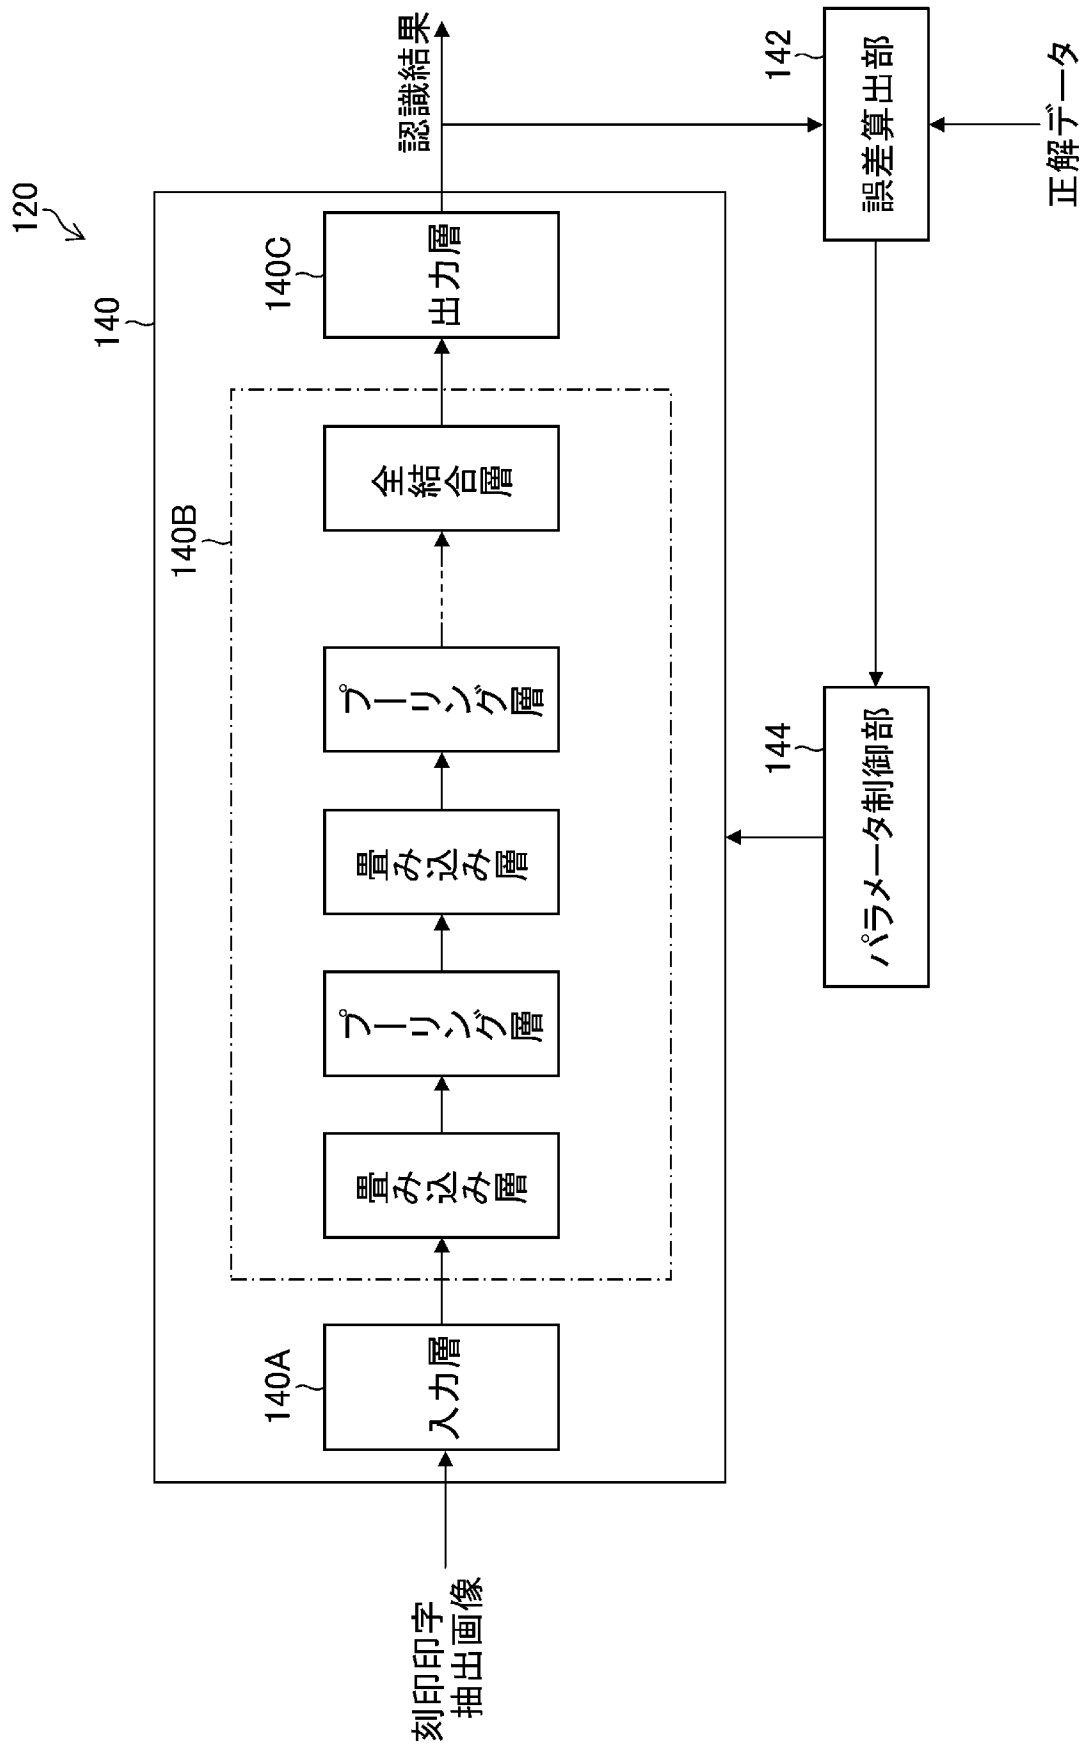 120
140
140A
140B
140C
刻印印字
抽出画像
入力層
畳み込み層
プーリング層
畳み込み層
プーリング層
全結合層
出力層
認識結果
144
パラメータ制御部
142
誤差算出部
正解データ